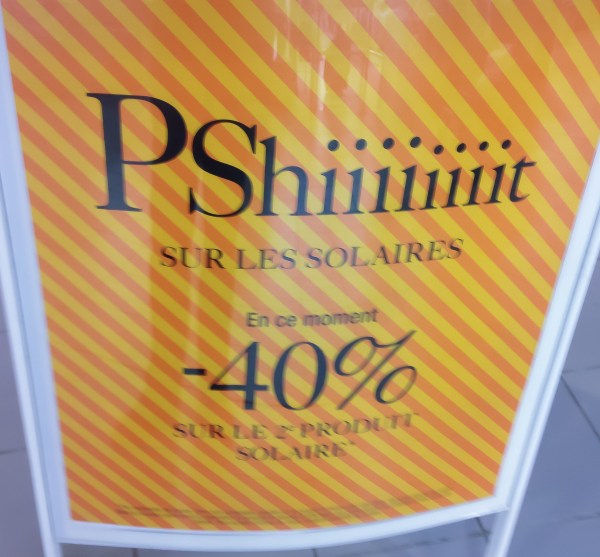 PShiiiiiiiit
SUR LES SOLAIRES
En ce moment
-40%
SUR LE 2e PRODUIT
SOLAIRE*